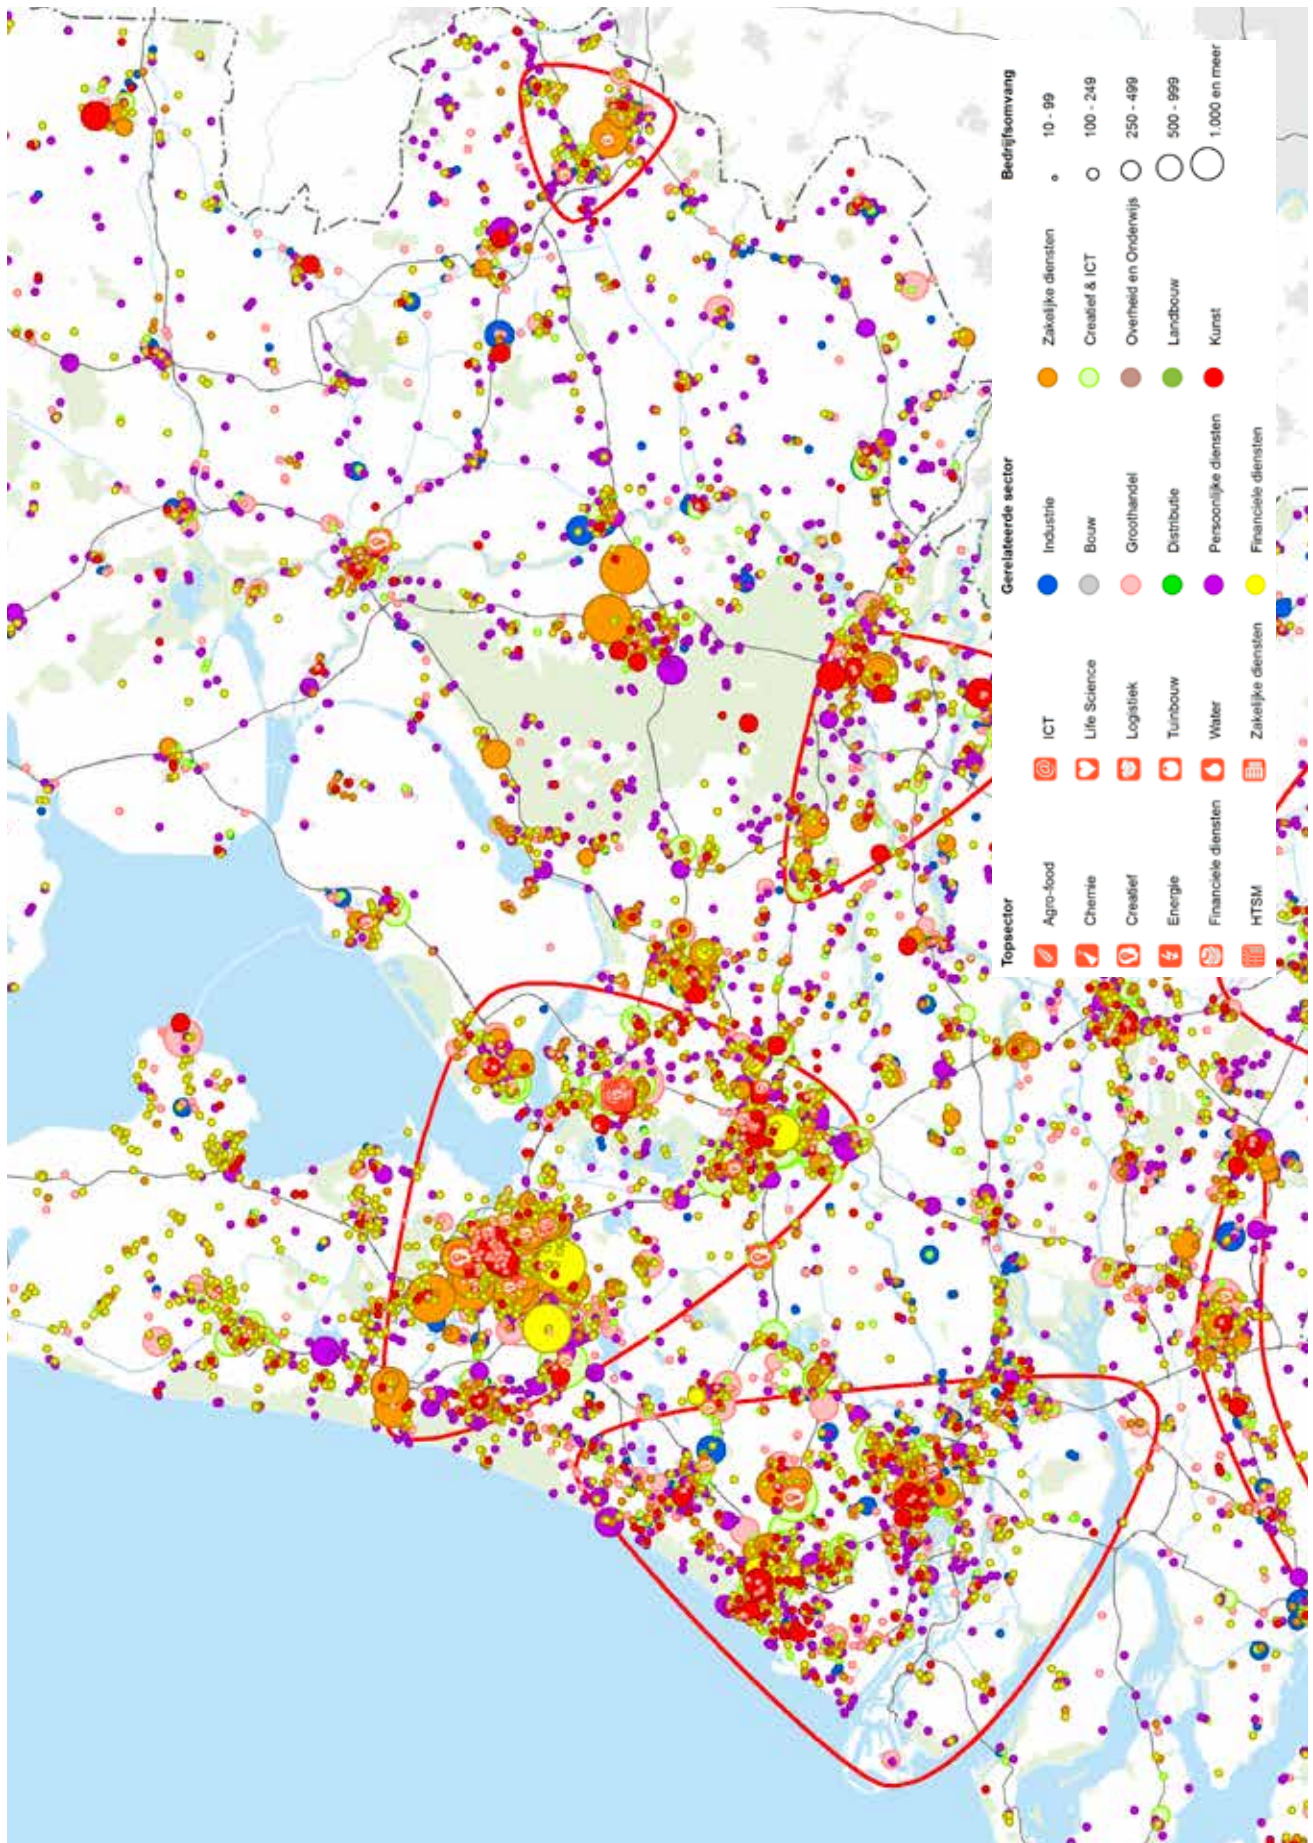 Topsector
Agro-food
Chemie
Creatief
Energie
Financiele diensten
HTSM
ICT
Life Science
Logistiek
Tuinbouw
Water
Zakelijke diensten
Gerelateerde sector
Industrie
Bouw
Groothandel
Distributie
Persoonlijke diensten
Financiele diensten
Zakelijke diensten
Creatief & ICT
Overheid en Onderwijs
Landbouw
Kunst
Bedrijfsomvang
10 - 99
100 - 249
250 - 499
500 - 999
1.000 en meer